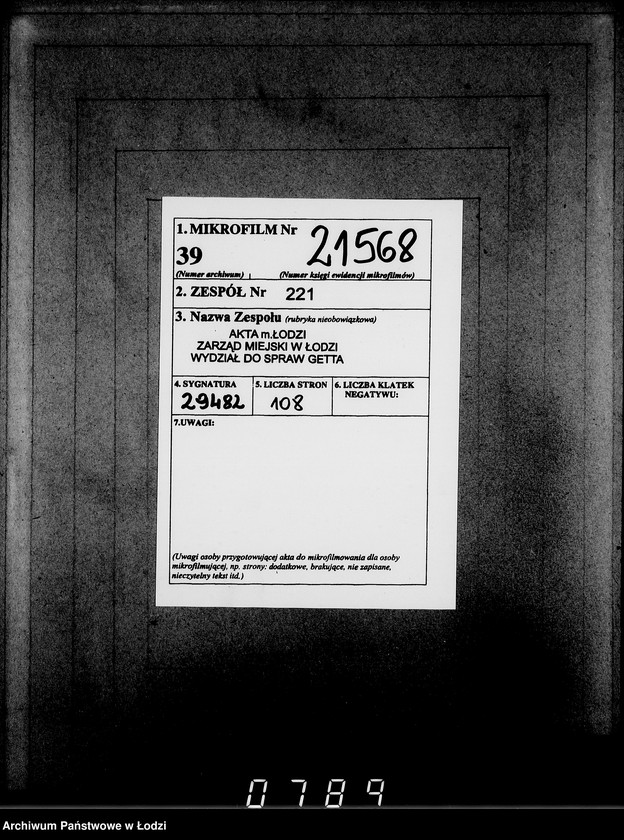 1. MIKROFILM Nr 21568
39
(Numer archiwum) (Numer księgi ewidencji mikrofilmów)
2. ZESPÓŁ Nr 221
3. Nazwa Zespołu (rubryka nieobowiązkowa)
AKTA m.ŁODZI
ZARZĄD MIEJSKI W ŁODZI
WYDZIAŁ DO SPRAW GETTA
4. SYGNATURA 5. LICZBA STRON 6. LICZBA KLATEK
NEGATYWU:
29482 108
7.UWAGI:
(Uwagi osoby przygotowującej akta do mikrofilmowania dla osoby
mikrofilmującej, np. strony: dodatkowe, brakujące, nie zapisane,
nieczytelny tekst itd.)
0789
Archiwum Państwowe w Łodzi